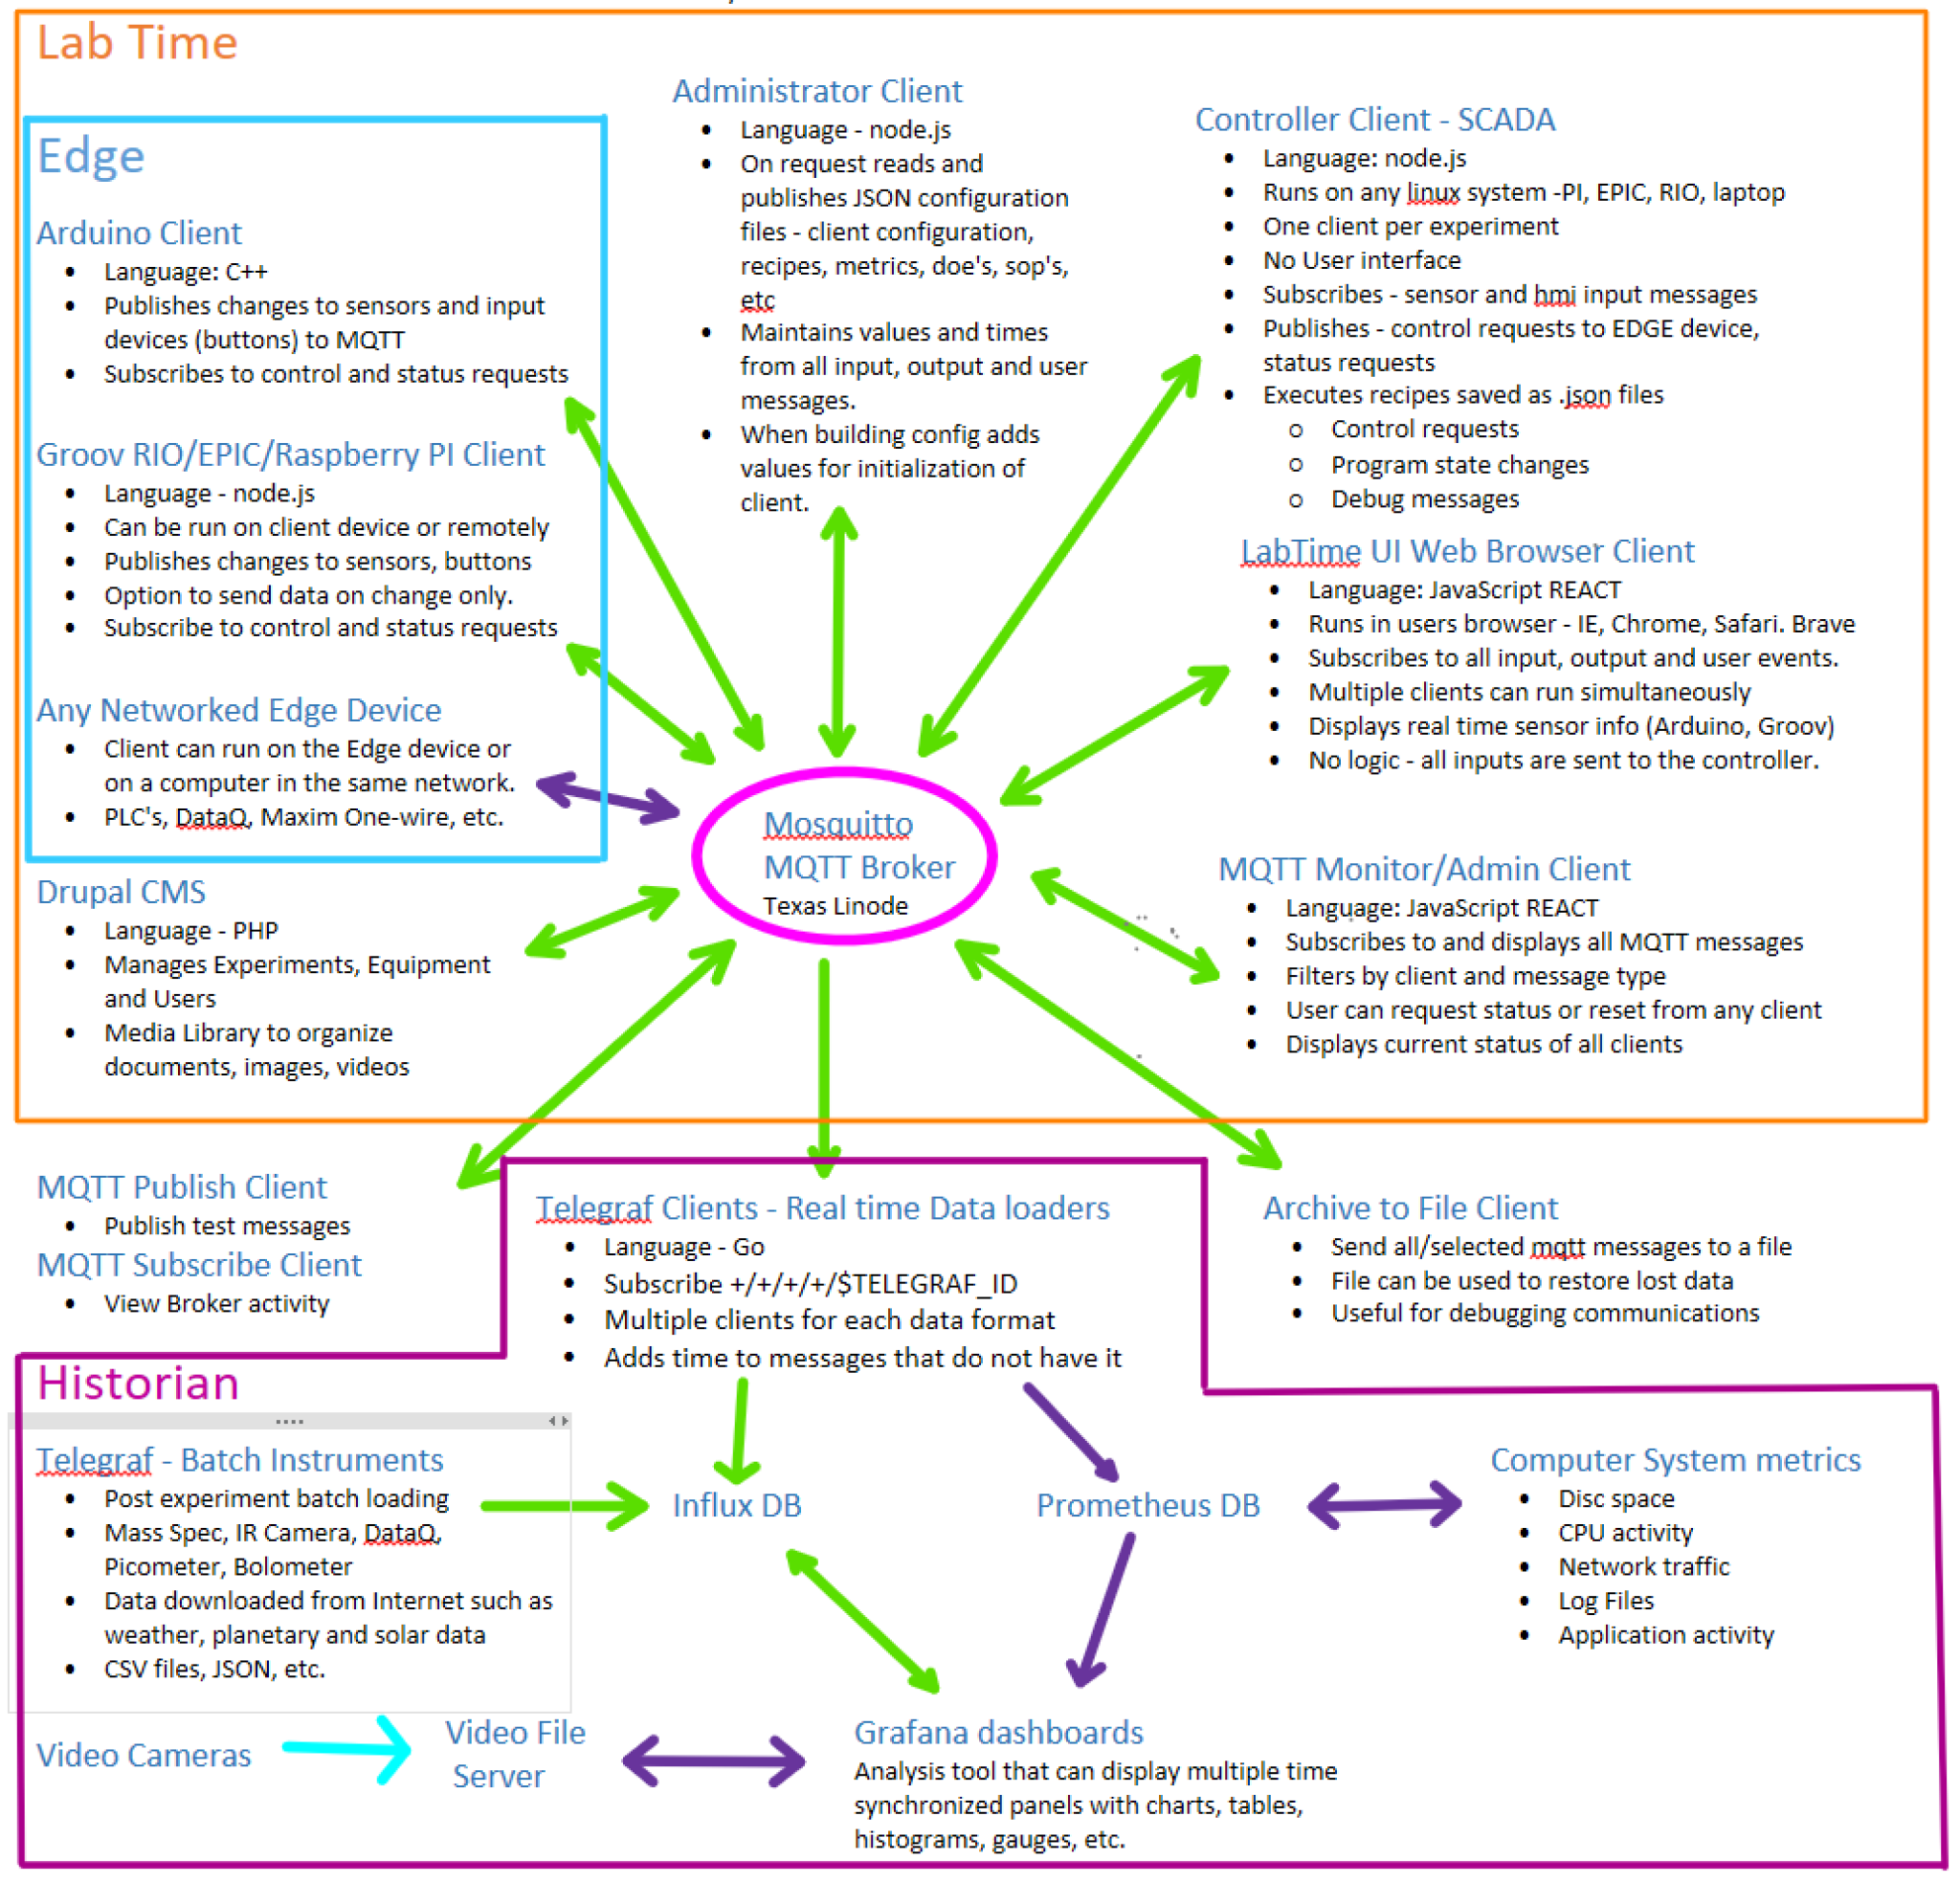 Lab Time
Edge
Arduino Client
• Language: C++
• Publishes changes to sensors and input
devices (buttons) to MQTT
• Subscribes to control and status requests
Groov RIO/EPIC/Raspberry PI Client
• Language - node.js
• Can be run on client device or remotely
• Publishes changes to sensors, buttons
• Option to send data on change only.
• Subscribe to control and status requests
Any Networked Edge Device
• Client can run on the Edge device or
on a computer in the same network.
• PLC's, DataQ, Maxim One-wire, etc.
Drupal CMS
• Language - PHP
• Manages Experiments, Equipment
and Users
• Media Library to organize
documents, images, videos
Administrator Client
• Language - node.js
• On request reads and
publishes JSON configuration
files - client configuration,
recipes, metrics, doe's, sop's,
etc
• Maintains values and times
from all input, output and user
messages.
• When building config adds
values for initialization of
client.
Controller Client - SCADA
• Language: node.js
• Runs on any linux system -PI, EPIC, RIO, laptop
• One client per experiment
• No User interface
• Subscribes - sensor and hmi input messages
• Publishes - control requests to EDGE device,
status requests
• Executes recipes saved as .json files
○ Control requests
○ Program state changes
○ Debug messages
LabTime UI Web Browser Client
• Language: JavaScript REACT
• Runs in users browser - IE, Chrome, Safari. Brave
• Subscribes to all input, output and user events.
• Multiple clients can run simultaneously
• Displays real time sensor info (Arduino, Groov)
• No logic - all inputs are sent to the controller.
Mosquitto
MQTT Broker
Texas Linode
MQTT Monitor/Admin Client
• Language: JavaScript REACT
• Subscribes to and displays all MQTT messages
• Filters by client and message type
• User can request status or reset from any client
• Displays current status of all clients
MQTT Publish Client
• Publish test messages
MQTT Subscribe Client
• View Broker activity
Telegraf Clients - Real time Data loaders
• Language - Go
• Subscribe +/+/+/+/$TELEGRAF_ID
• Multiple clients for each data format
• Adds time to messages that do not have it
Archive to File Client
• Send all/selected mqtt messages to a file
• File can be used to restore lost data
• Useful for debugging communications
Historian
Telegraf - Batch Instruments
• Post experiment batch loading
• Mass Spec, IR Camera, DataQ,
Picometer, Bolometer
• Data downloaded from Internet such as
weather, planetary and solar data
• CSV files, JSON, etc.
Influx DB
Prometheus DB
Computer System metrics
• Disc space
• CPU activity
• Network traffic
• Log Files
• Application activity
Video Cameras
Video File
Server
Grafana dashboards
Analysis tool that can display multiple time
synchronized panels with charts, tables,
histograms, gauges, etc.